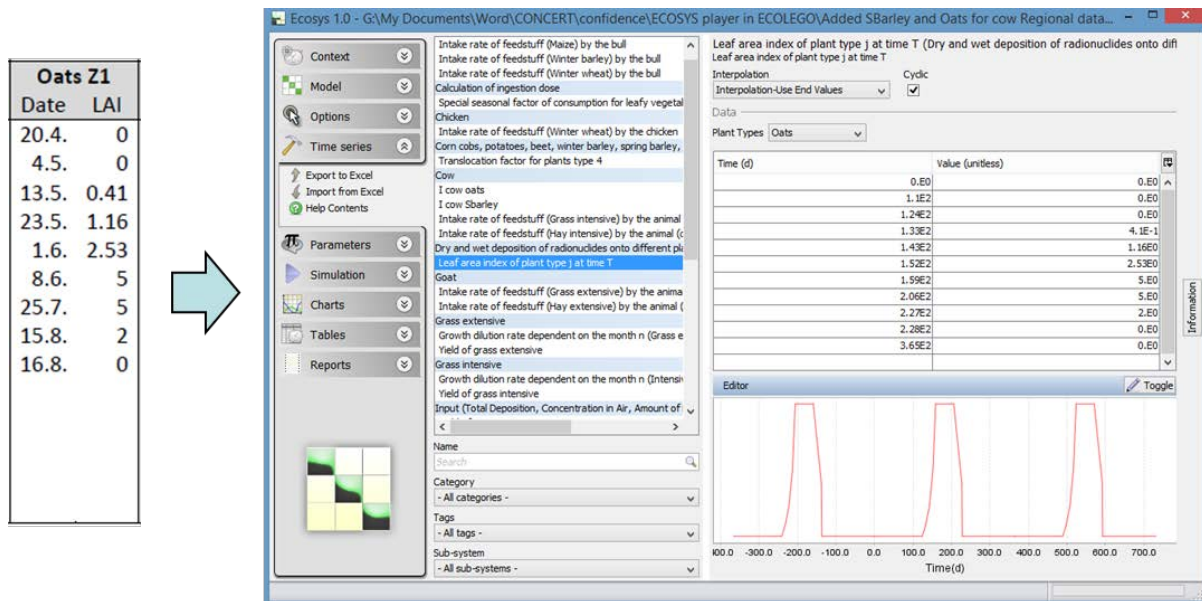 Oats Z1
Date LAI
20.4. 0
4.5. 0
13.5. 0.41
23.5. 1.16
1.6. 2.53
8.6. 5
25.7. 5
15.8. 2
16.8. 0
Ecosys 1.0 - G:\My Documents\Word\CONCERT\confidence\ECOSYS player in ECOLEGO\Added SBarley and Oats for cow Regional data...
Context
Model
Options
Time series
Export to Excel
Import from Excel
Help Contents
Parameters
Simulation
Charts
Tables
Reports
Intake rate of feedstuff (Maize) by the bull
Intake rate of feedstuff (Winter barley) by the bull
Intake rate of feedstuff (Winter wheat) by the bull
Calculation of ingestion dose
Special seasonal factor of consumption for leafy vegetal
Chicken
Intake rate of feedstuff (Winter wheat) by the chicken
Corn cobs, potatoes, beet, winter barley, spring barley,
Translocation factor for plants type 4
Cow
I cow oats
I cow Sbarley
Intake rate of feedstuff (Grass intensive) by the animal
Intake rate of feedstuff (Hay intensive) by the animal (c
Dry and wet deposition of radionuclides onto different pla
Leaf area index of plant type j at time T
Goat
Intake rate of feedstuff (Grass extensive) by the anima
Intake rate of feedstuff (Hay extensive) by the animal (
Grass extensive
Growth dilution rate dependent on the month n (Grass e
Yield of grass extensive
Grass intensive
Growth dilution rate dependent on the month n (Intensiv
Yield of grass intensive
Input (Total Deposition, Concentration in Air, Amount of
Name
Search
Category
- All categories -
Tags
- All tags -
Sub-system
- All sub-systems -
Leaf area index of plant type j at time T (Dry and wet deposition of radionuclides onto diff
Leaf area index of plant type j at time T
Interpolation Cyclic
Interpolation-Use End Values
Data
Plant Types Oats
Time (d) Value (unitless)
0.E0 0.E0
1.1E2 0.E0
1.24E2 0.E0
1.33E2 4.1E-1
1.43E2 1.16E0
1.52E2 2.53E0
1.59E2 5.E0
2.06E2 5.E0
2.27E2 2.E0
2.28E2 0.E0
3.65E2 0.E0
Information
Editor Toggle
-300.0 -200.0 -100.0 0.0 100.0 200.0 300.0 400.0 500.0 600.0 700.0
Time(d)